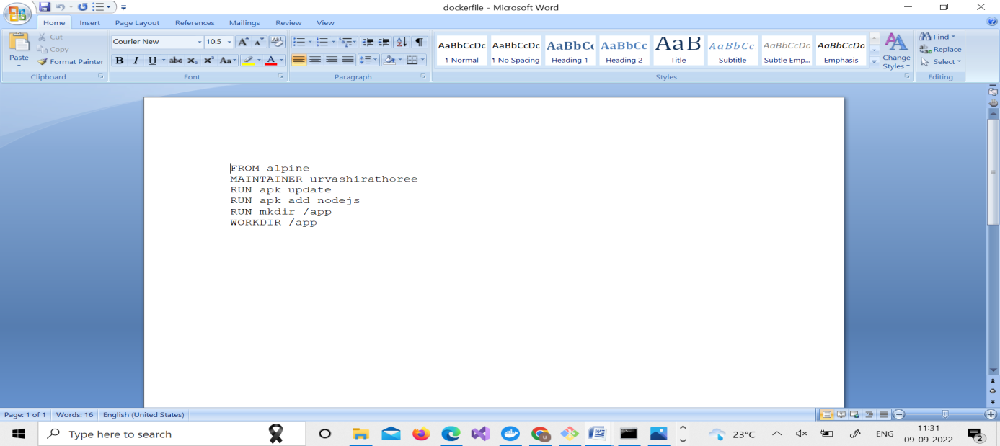 dockerfile - Microsoft Word
Home Insert Page Layout References Mailings Review View
Paste
Cut
Copy
Format Painter
Clipboard
Courier New 10.5
Font
Paragraph
AaBbCcDc AaBbCcDc AaBbCc AaBbCc AaB AaBbCc. AaBbCcDa AaBbCcDa
¶ Normal ¶ No Spacing Heading 1 Heading 2 Title Subtitle Subtle Emp... Emphasis
Change Styles
Styles
Find
Replace
Select
Editing
FROM alpine
MAINTAINER urvashirathoree
RUN apk update
RUN apk add nodejs
RUN mkdir /app
WORKDIR /app
Page: 1 of 1 Words: 16 English (United States)
Type here to search
23°C ENG
11:31
09-09-2022
2